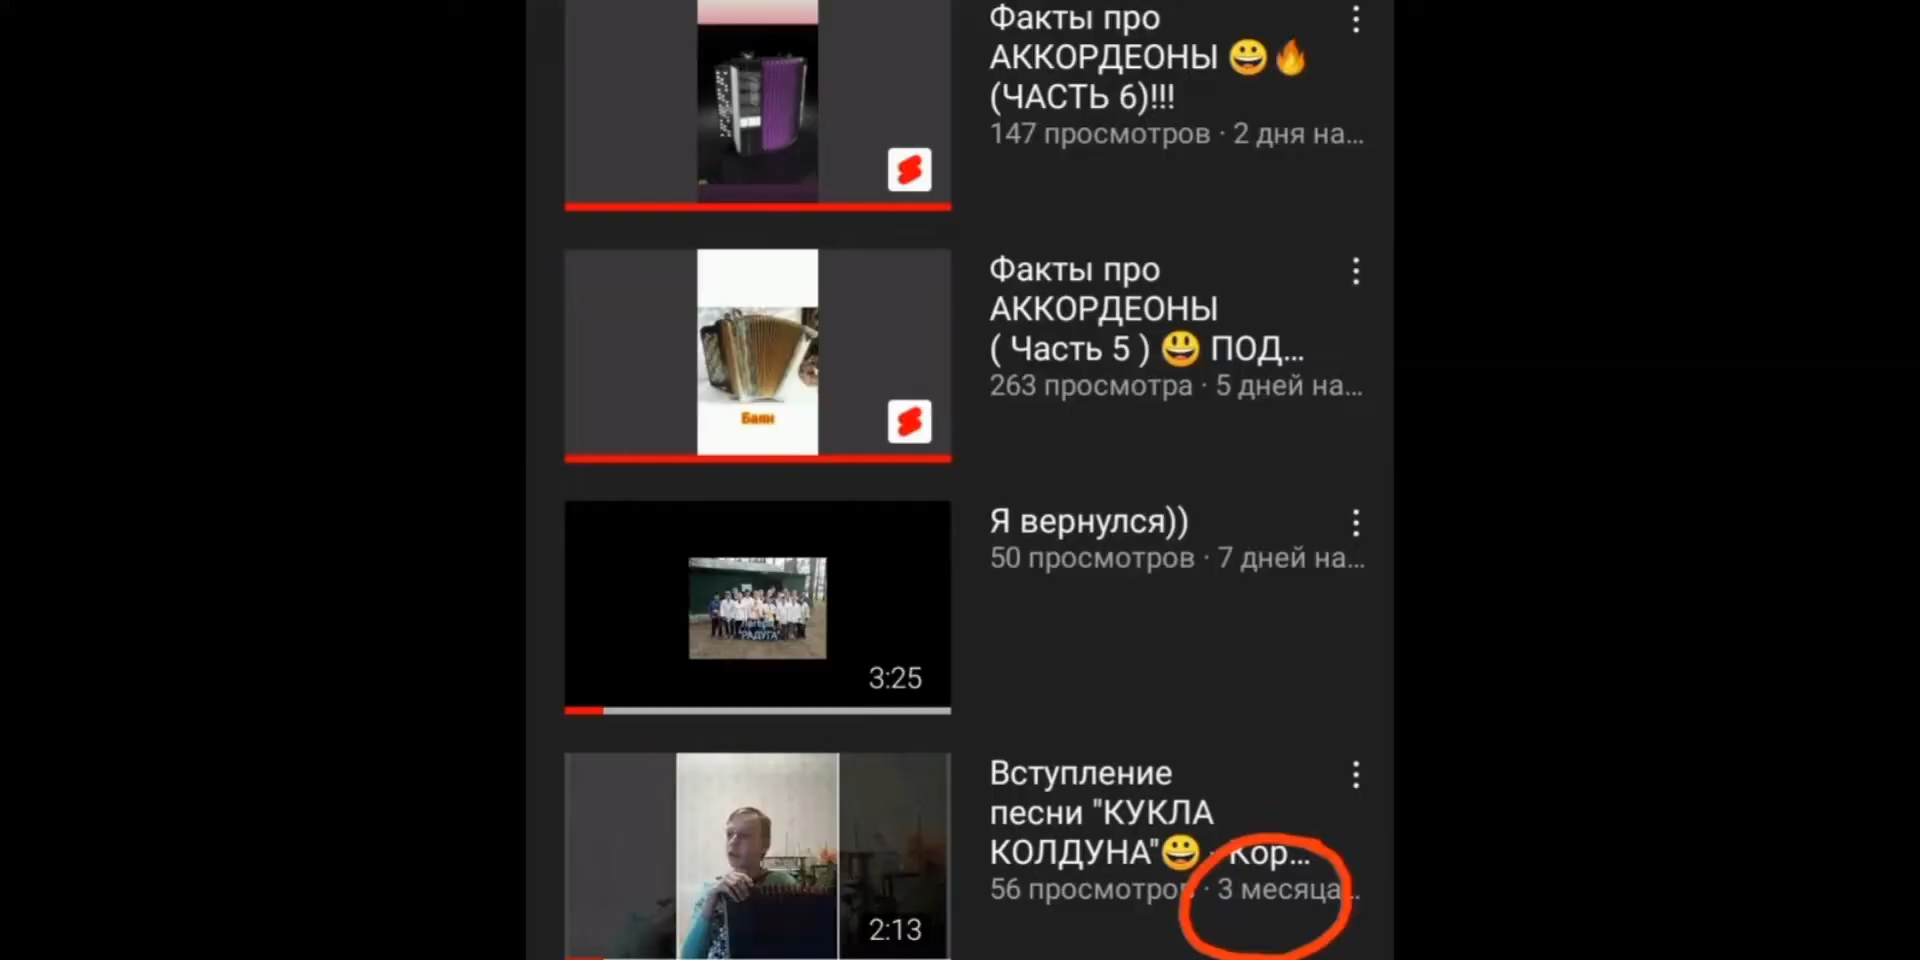 Факты про
АККОРДЕОНЫ 😀🔥
(ЧАСТЬ 6)!!!
147 просмотров · 2 дня на...
Факты про
АККОРДЕОНЫ
( Часть 5 ) 😃 ПОД...
263 просмотра · 5 дней на...
Баян
Я вернулся))
50 просмотров · 7 дней на...
"РАДУГА"
3:25
Вступление
песни "КУКЛА
КОЛДУНА"😀 - Кор...
56 просмотров · 3 месяца...
2:13